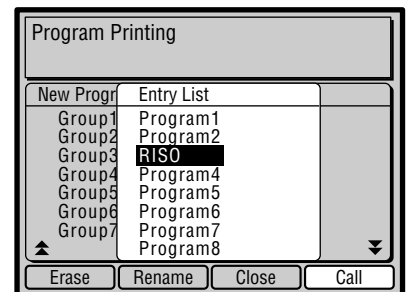 Program Printing
New Progr
Entry List
Group1
Program1
Group2
Program2
Group3
RISO
Group4
Program4
Group5
Program5
Group6
Program6
Group7
Program7
Program8
Erase
Rename
Close
Call